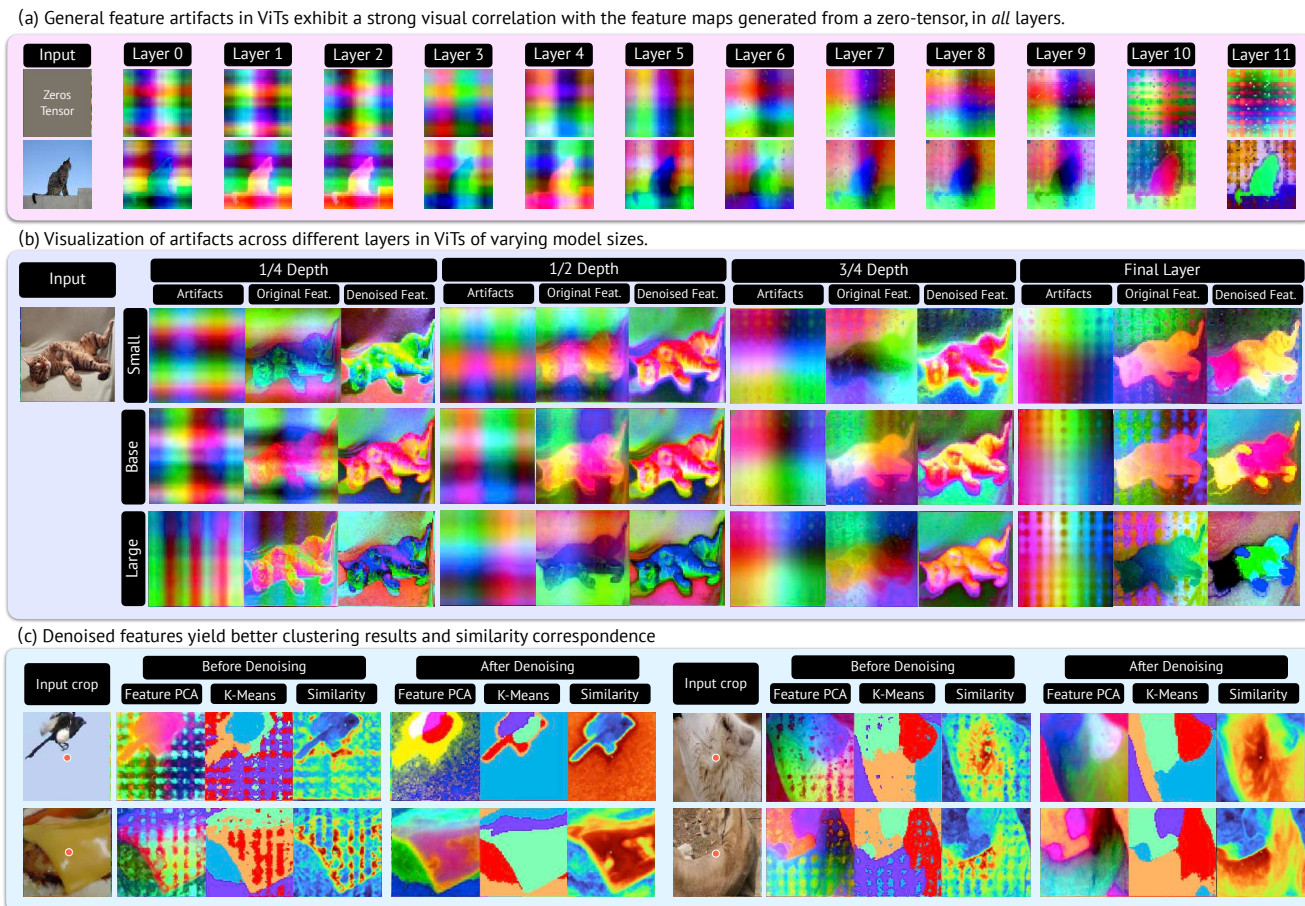 (a) General feature artifacts in ViTs exhibit a strong visual correlation with the feature maps generated from a zero-tensor, in all layers.
Input Layer 0 Layer 1 Layer 2 Layer 3 Layer 4 Layer 5 Layer 6 Layer 7 Layer 8 Layer 9 Layer 10 Layer 11
Zeros
Tensor
(b) Visualization of artifacts across different layers in ViTs of varying model sizes.
Input 1/4 Depth 1/2 Depth 3/4 Depth Final Layer
Artifacts Original Feat. Denoised Feat. Artifacts Original Feat. Denoised Feat. Artifacts Original Feat. Denoised Feat. Artifacts Original Feat. Denoised Feat.
Small
Base
Large
(c) Denoised features yield better clustering results and similarity correspondence
Input crop Before Denoising After Denoising Input crop Before Denoising After Denoising
Feature PCA K-Means Similarity Feature PCA K-Means Similarity Feature PCA K-Means Similarity Feature PCA K-Means Similarity